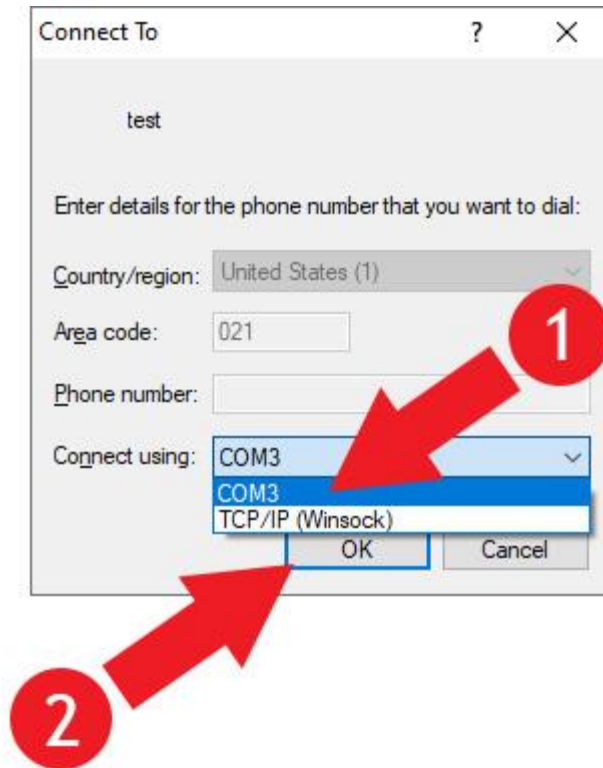 Connect To ?
test
Enter details for the phone number that you want to dial:
Country/region: United States (1)
Area code: 021
1
Phone number:
Connect using: COM3
COM3
TCP/IP (Winsock)
OK Cancel
2